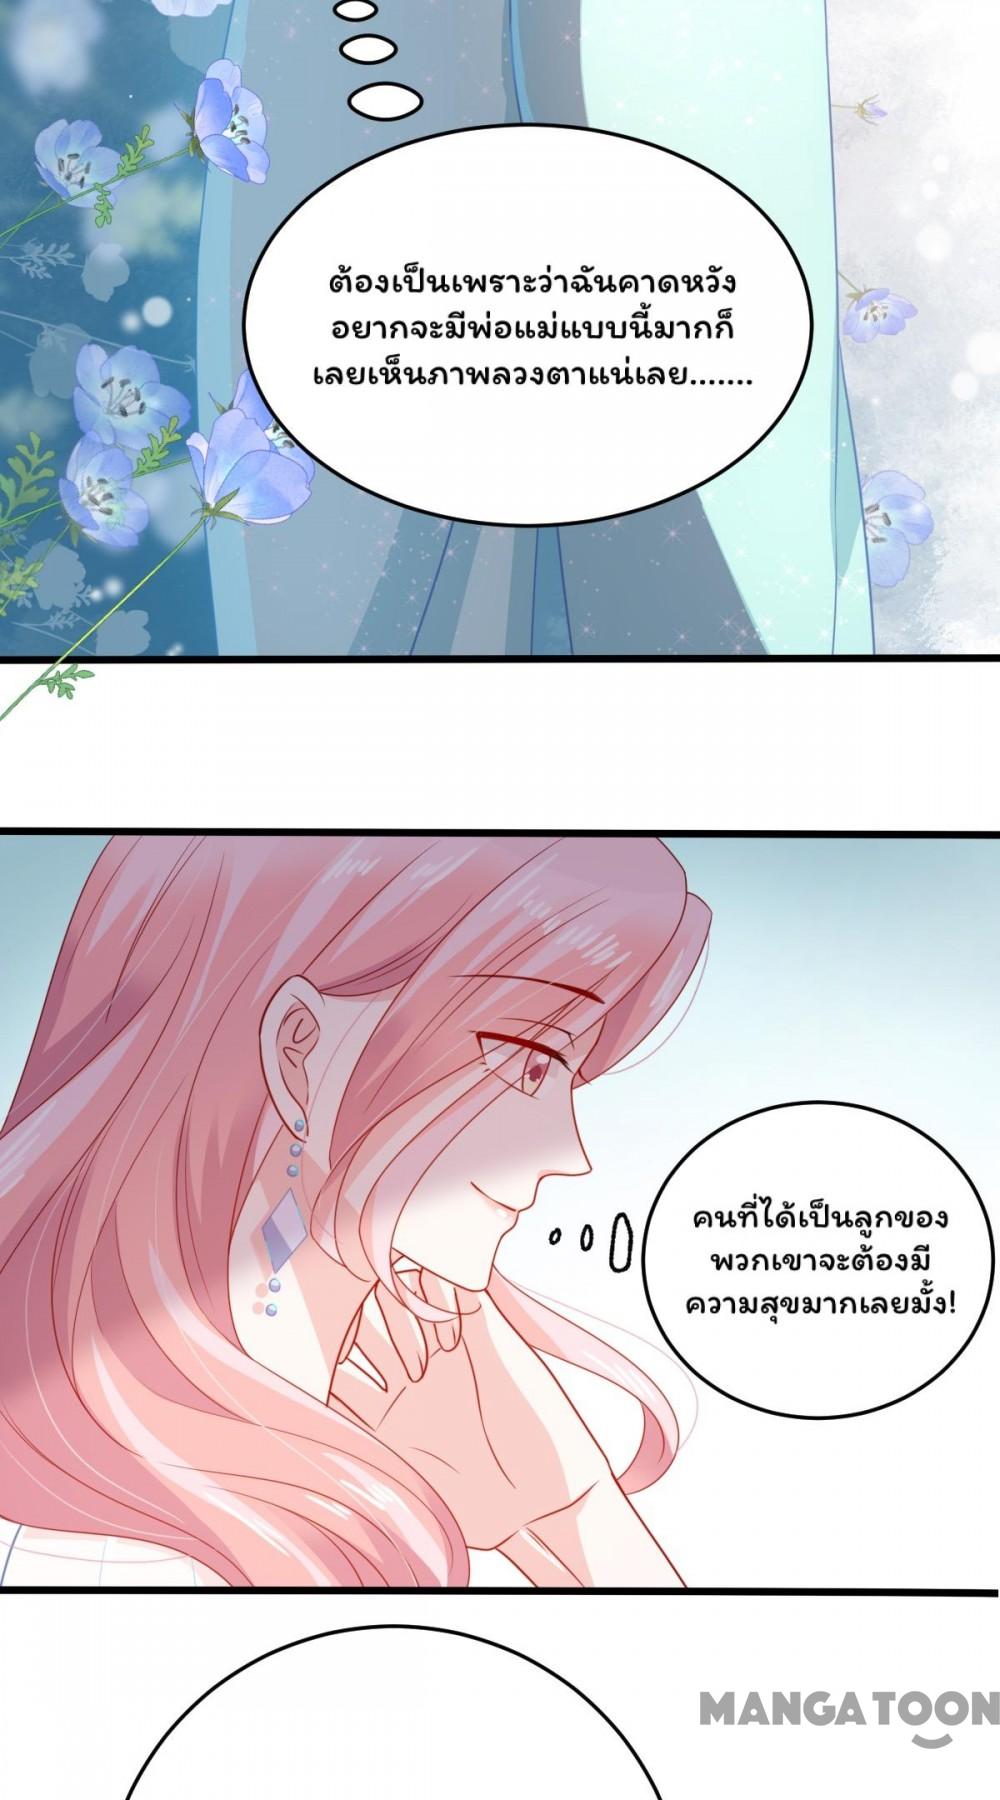 ต้องเป็นเพราะว่าฉันคาดหวัง
อยากจะมีพ่อแม่แบบนี้มากก็
เลยเห็นภาพลวงตาแน่เลย.......
คนที่ได้เป็นลูกของ
พวกเขาจะต้องมี
ความสุขมากเลยมั้ง!
MANGATOON